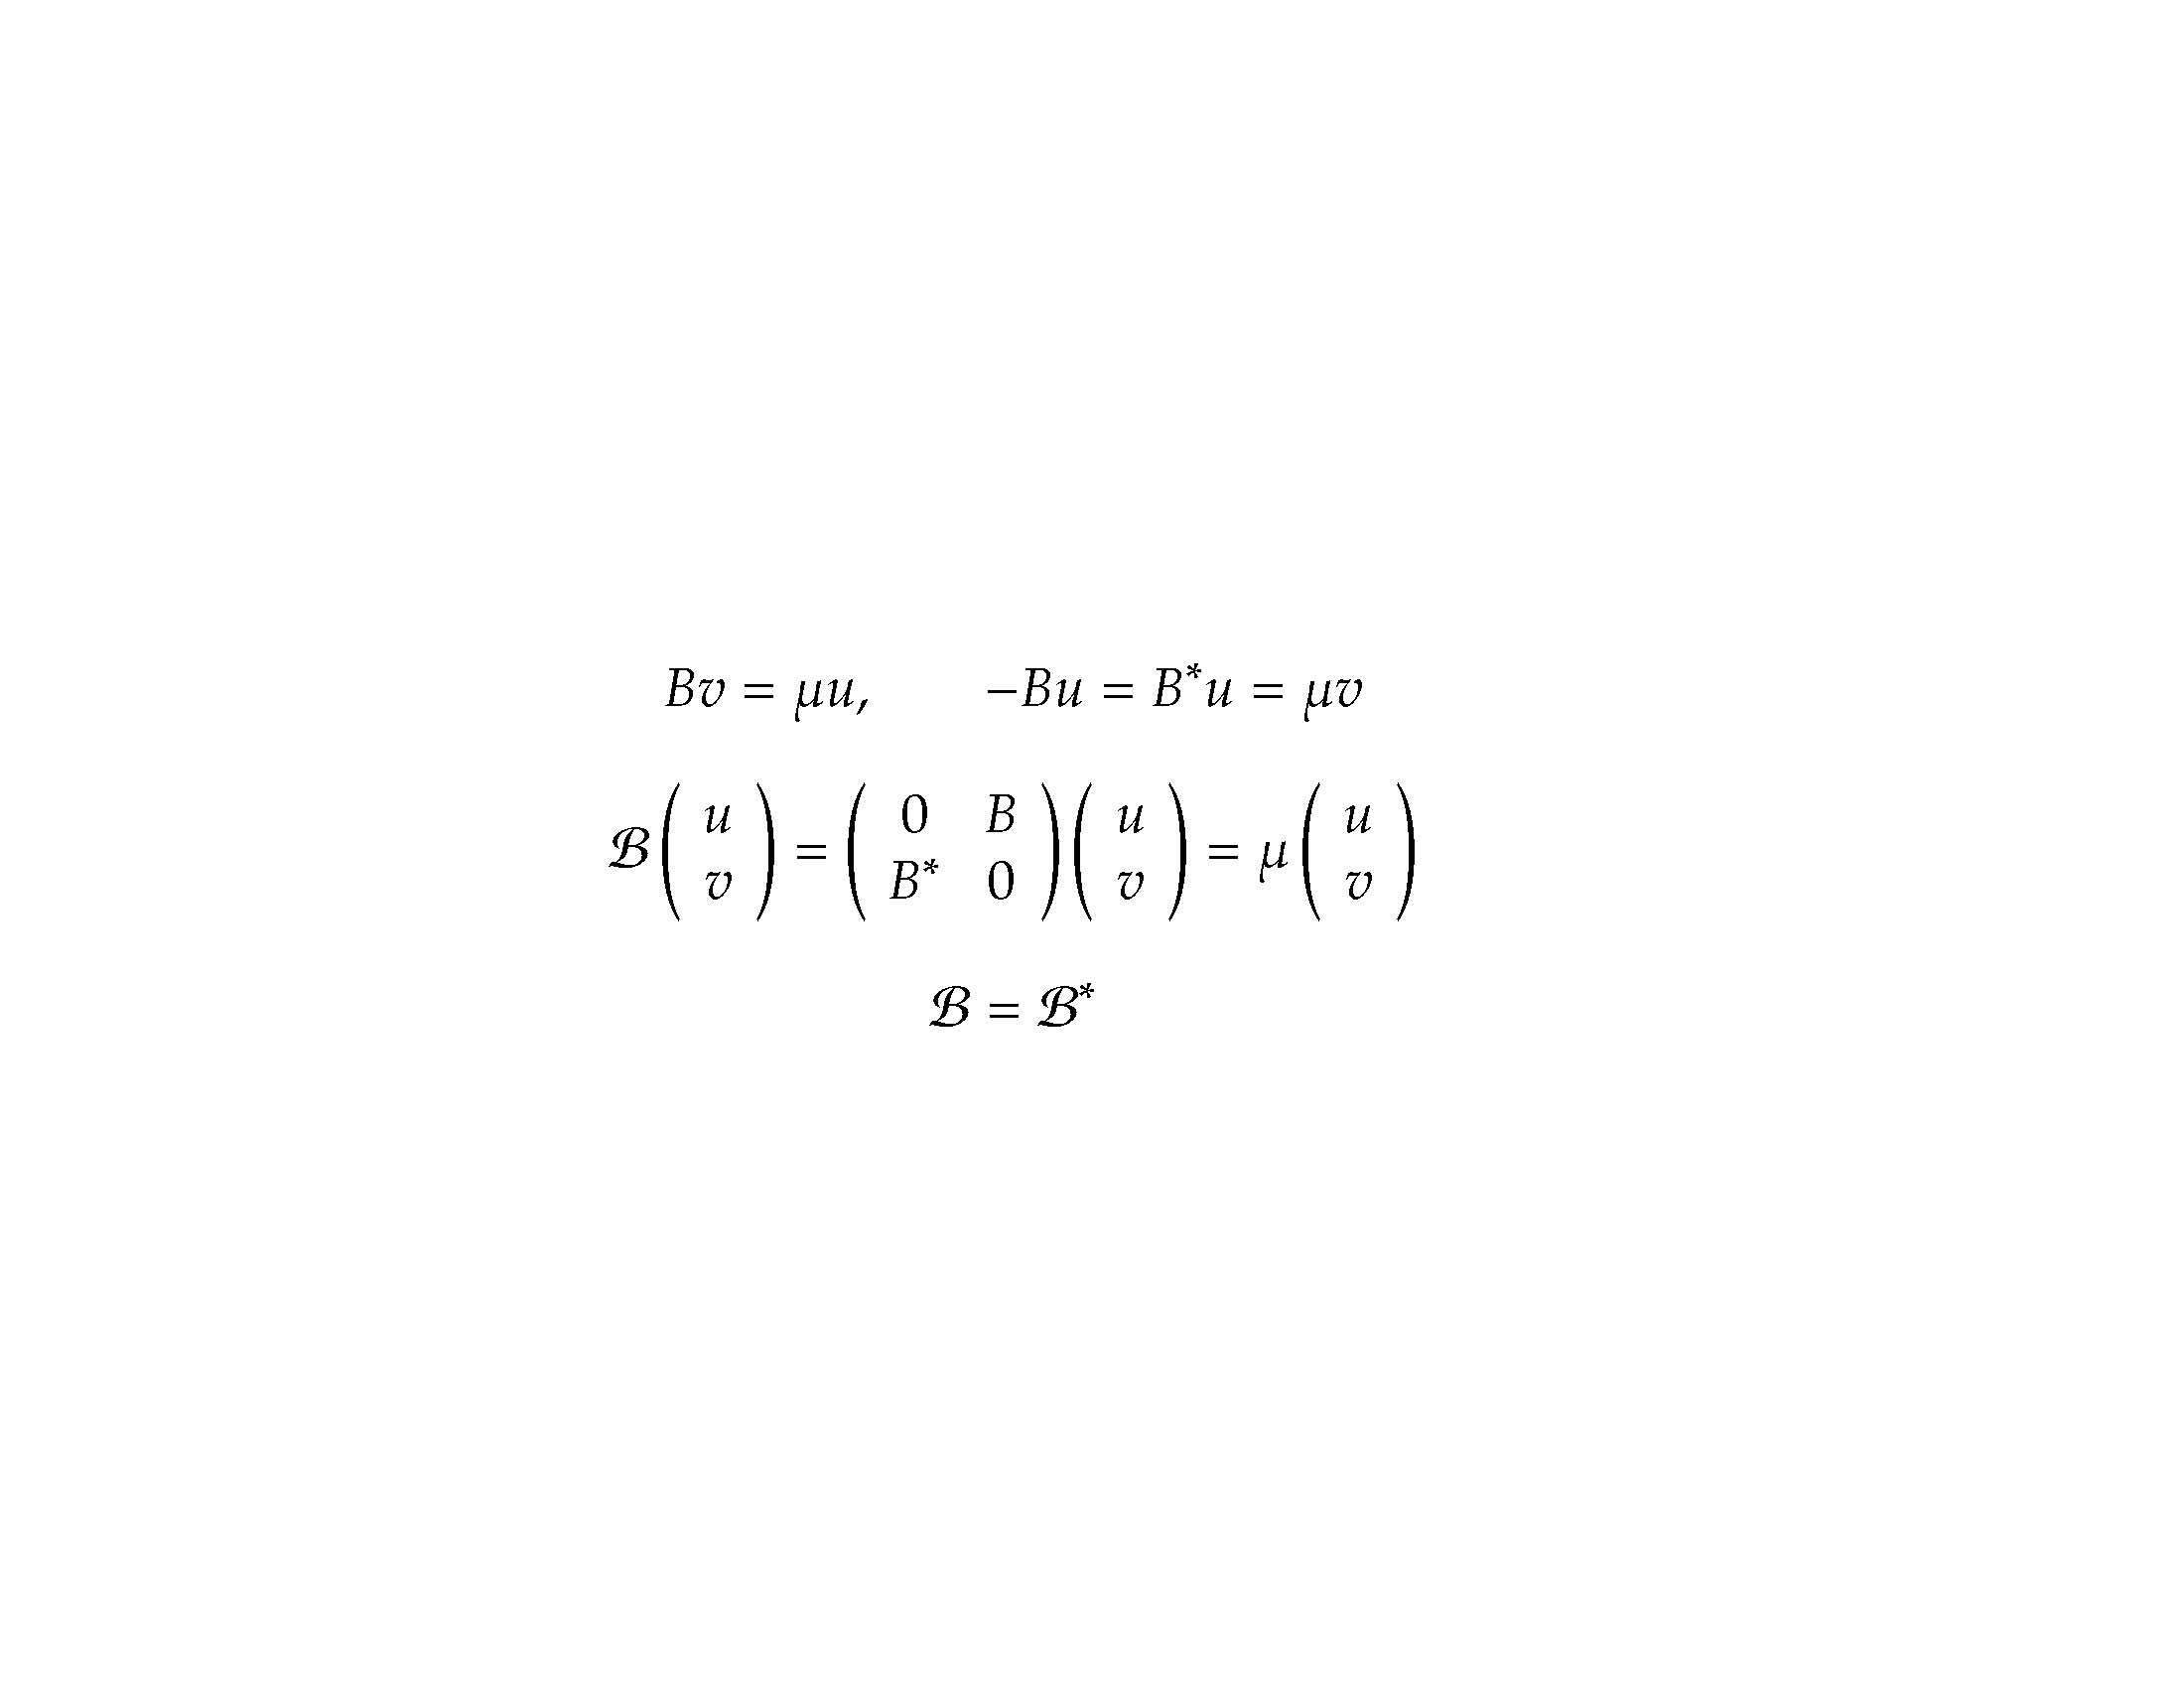 Bv = μu, −Bu = B*u = μv
ℬ ( u v ) = ( 0 B B* 0 ) ( u v ) = μ ( u v )
ℬ = ℬ*